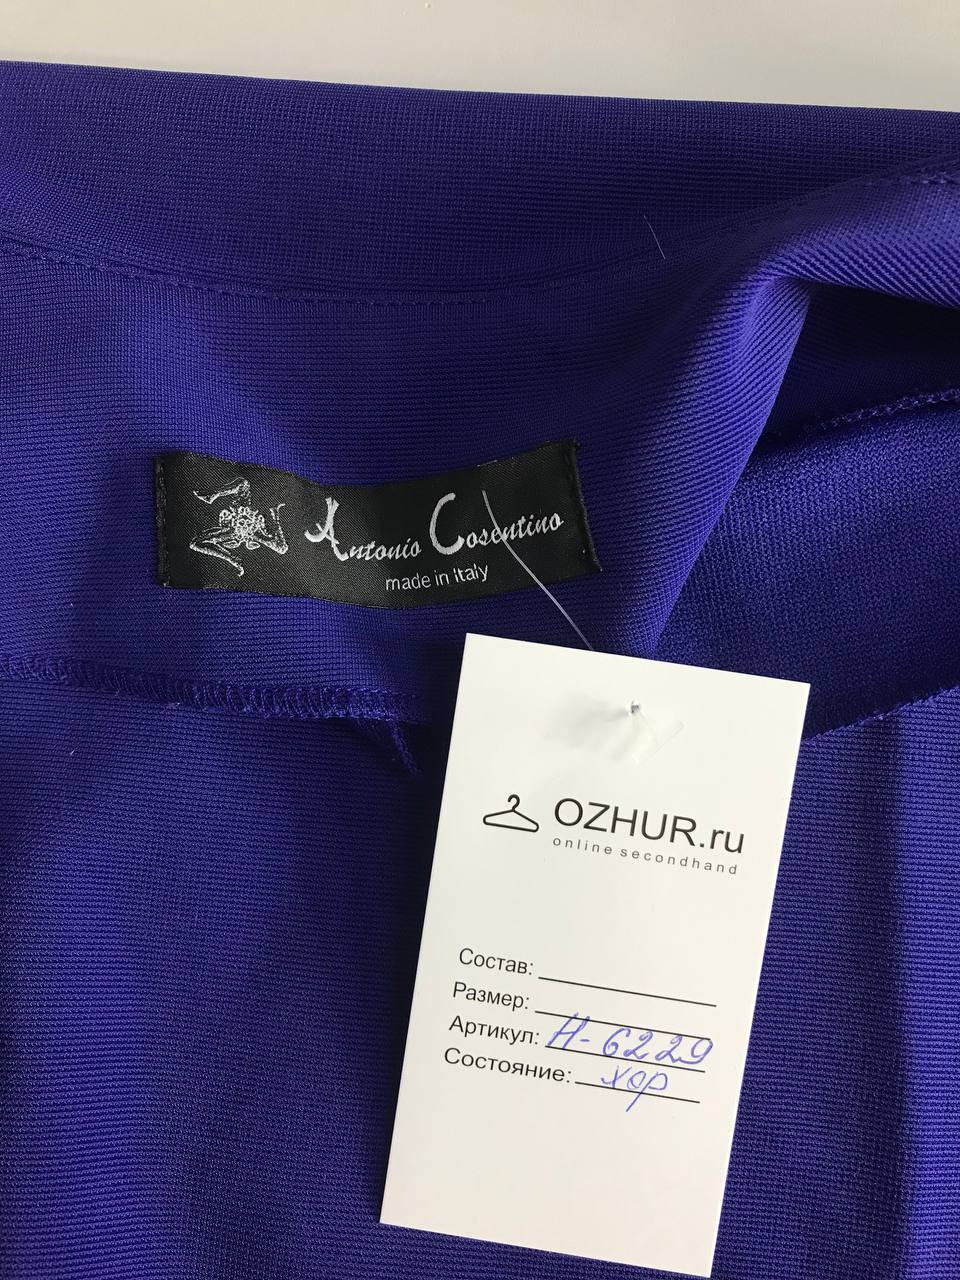 Antonio Cosentino
made in Italy
OZHUR.ru
online secondhand
Состав:
Размер:
Артикул: Н-6229
Состояние: хор